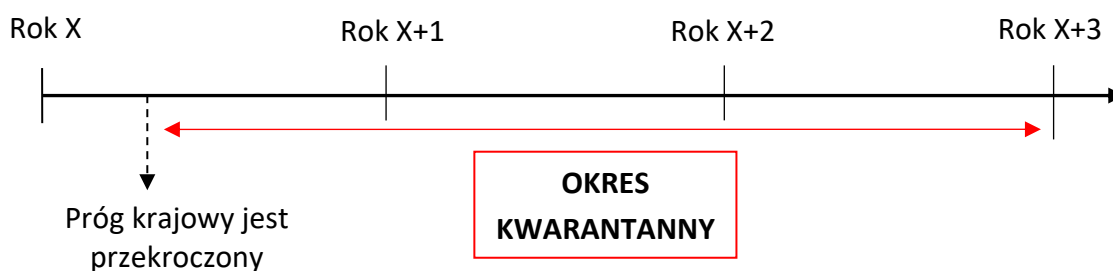 Rok X
Rok X+1
Rok X+2
Rok X+3
OKRES
KWARANTANNY
Próg krajowy jest
przekroczony